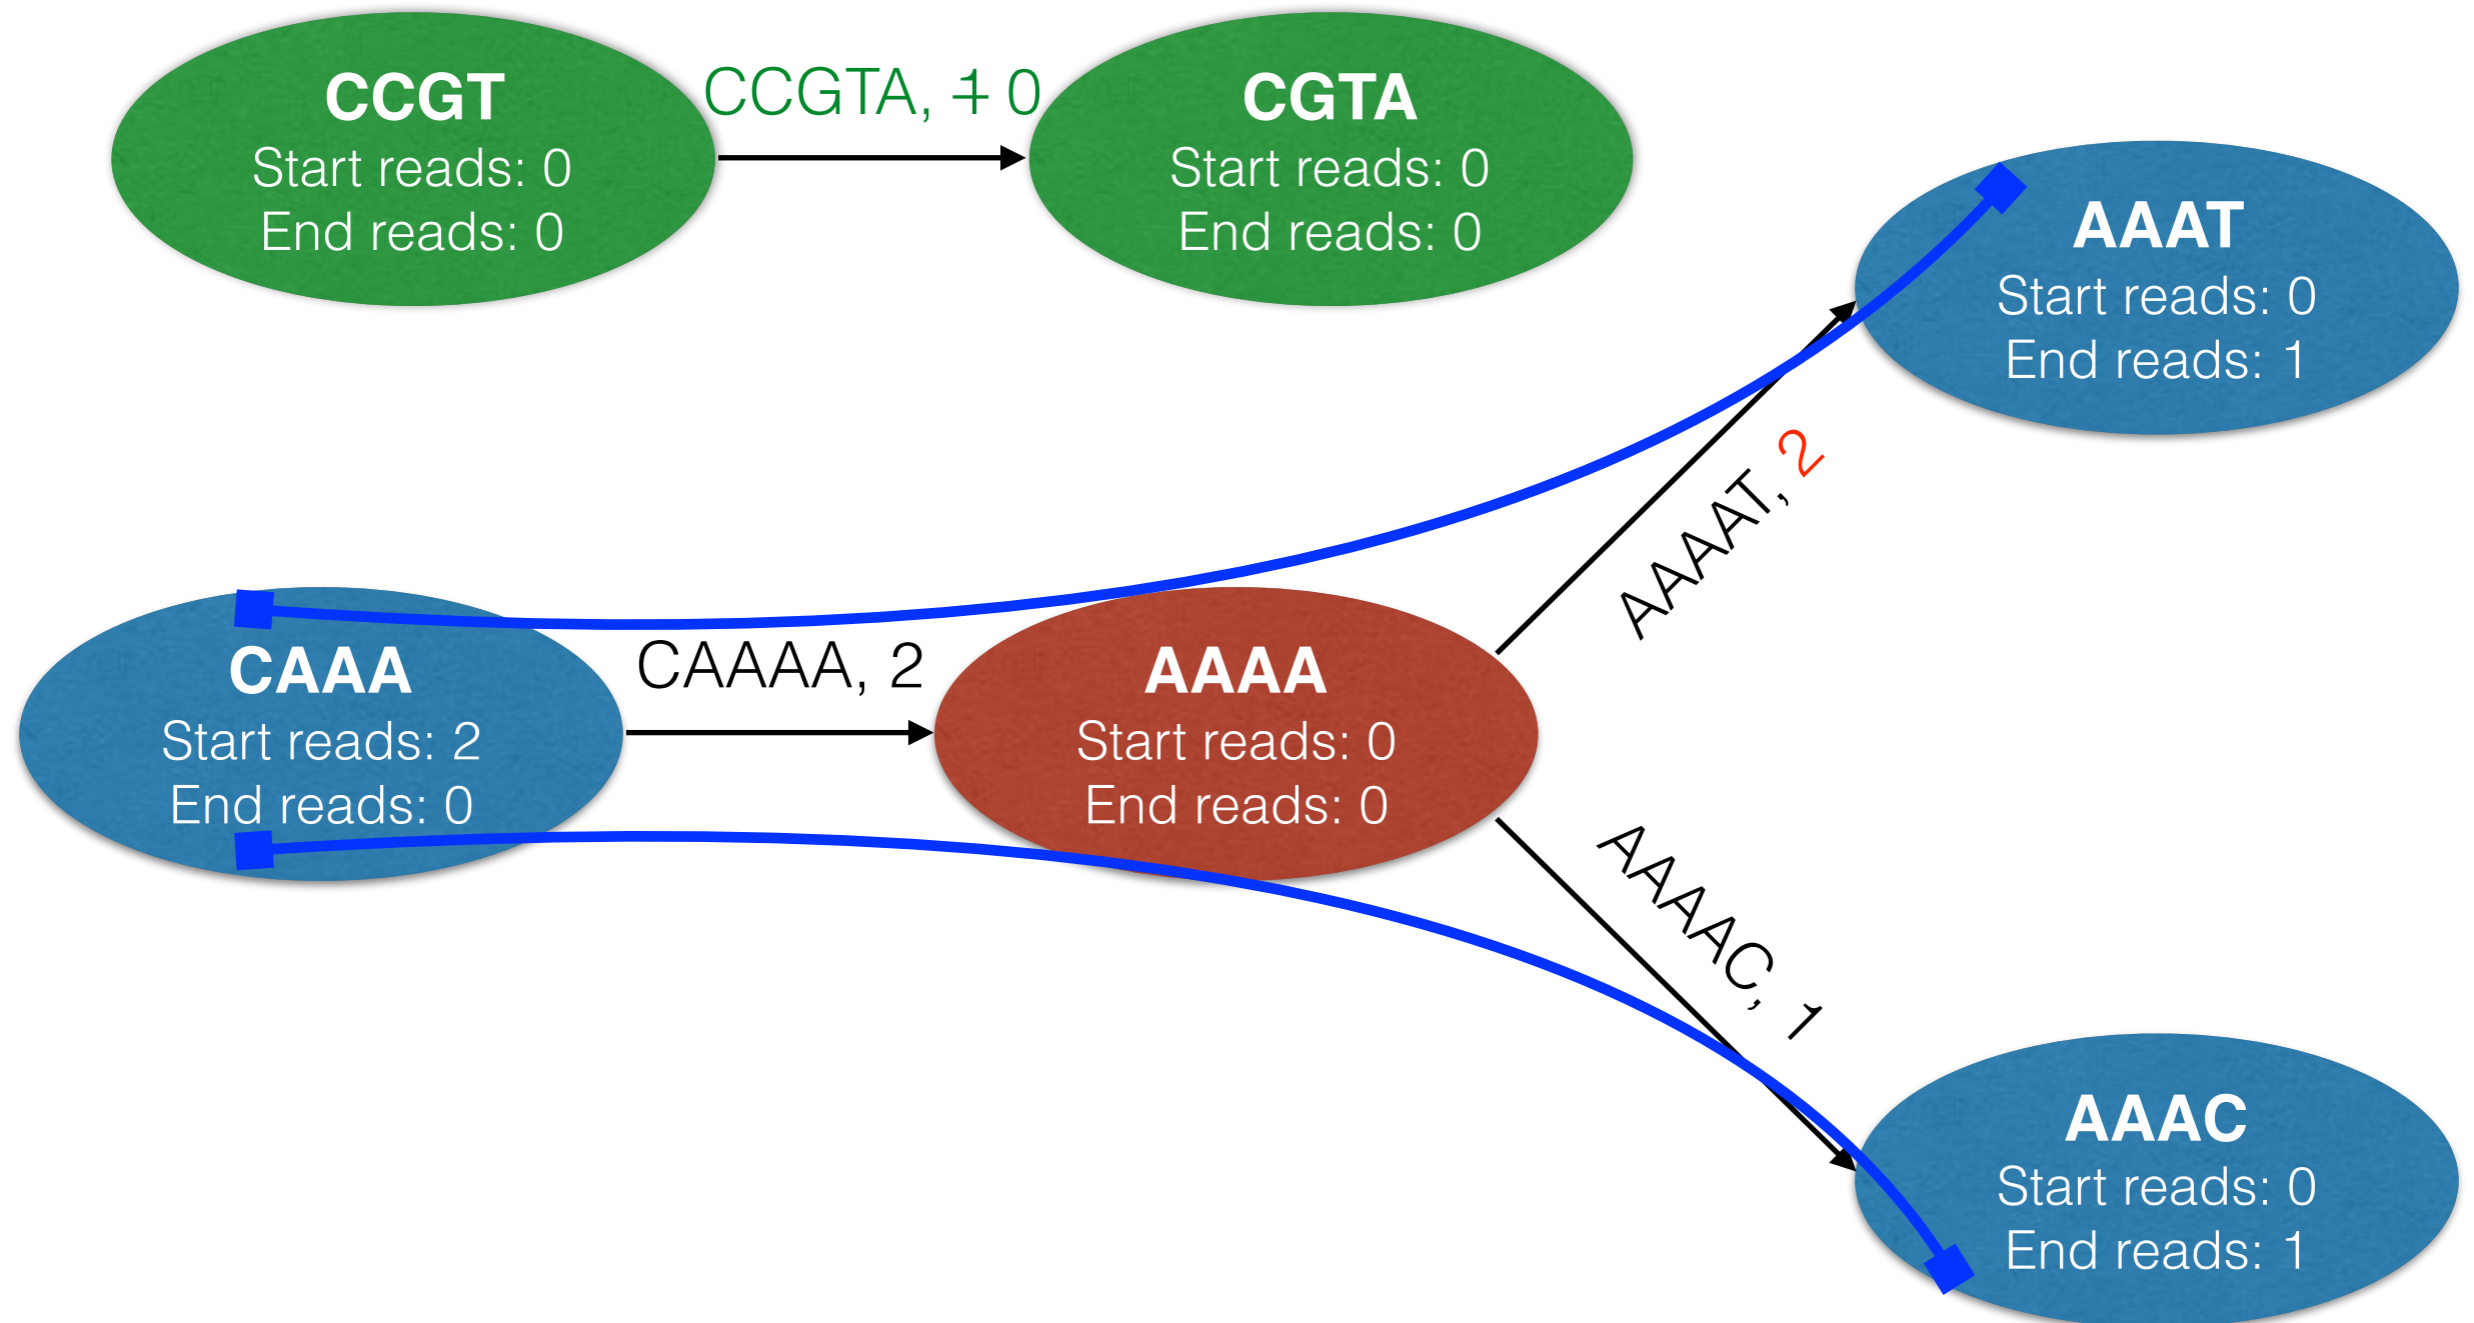 CCGT
Start reads: 0
End reads: 0
CCGTA, 1 0
CGTA
Start reads: 0
End reads: 0
AAAT
Start reads: 0
End reads: 1
AAAAT, 2
CAAA
Start reads: 2
End reads: 0
CAAAA, 2
AAAA
Start reads: 0
End reads: 0
AAAAC, 1
AAAC
Start reads: 0
End reads: 1